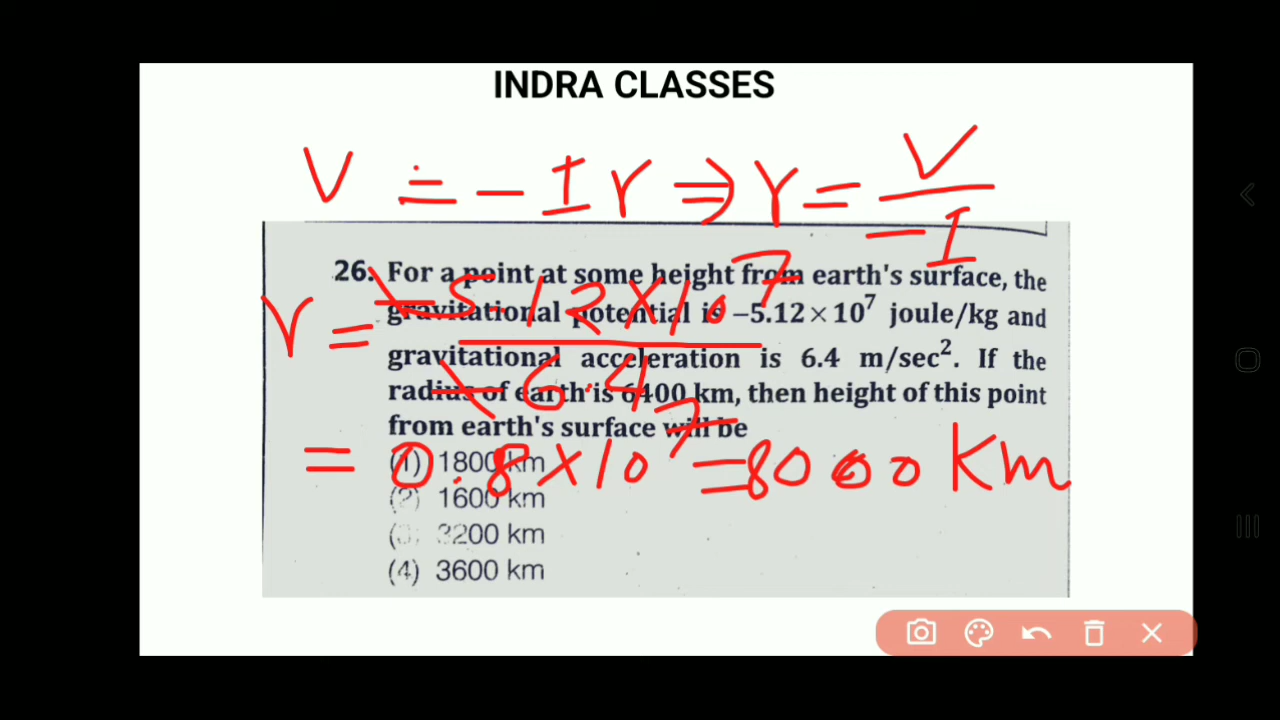 INDRA CLASSES
V = - I r ⇒ r = V / - I
26. For a point at some height from earth's surface, the
gravitational potential is −5.12 × 10⁷ joule/kg and
gravitational acceleration is 6.4 m/sec². If the
radius of earth is 6400 km, then height of this point
from earth's surface will be
(1) 1800 km
(2) 1600 km
(3) 3200 km
(4) 3600 km
r = -5.12 × 10⁷ / -6.4
= 0.8 × 10⁷ = 8000 Km